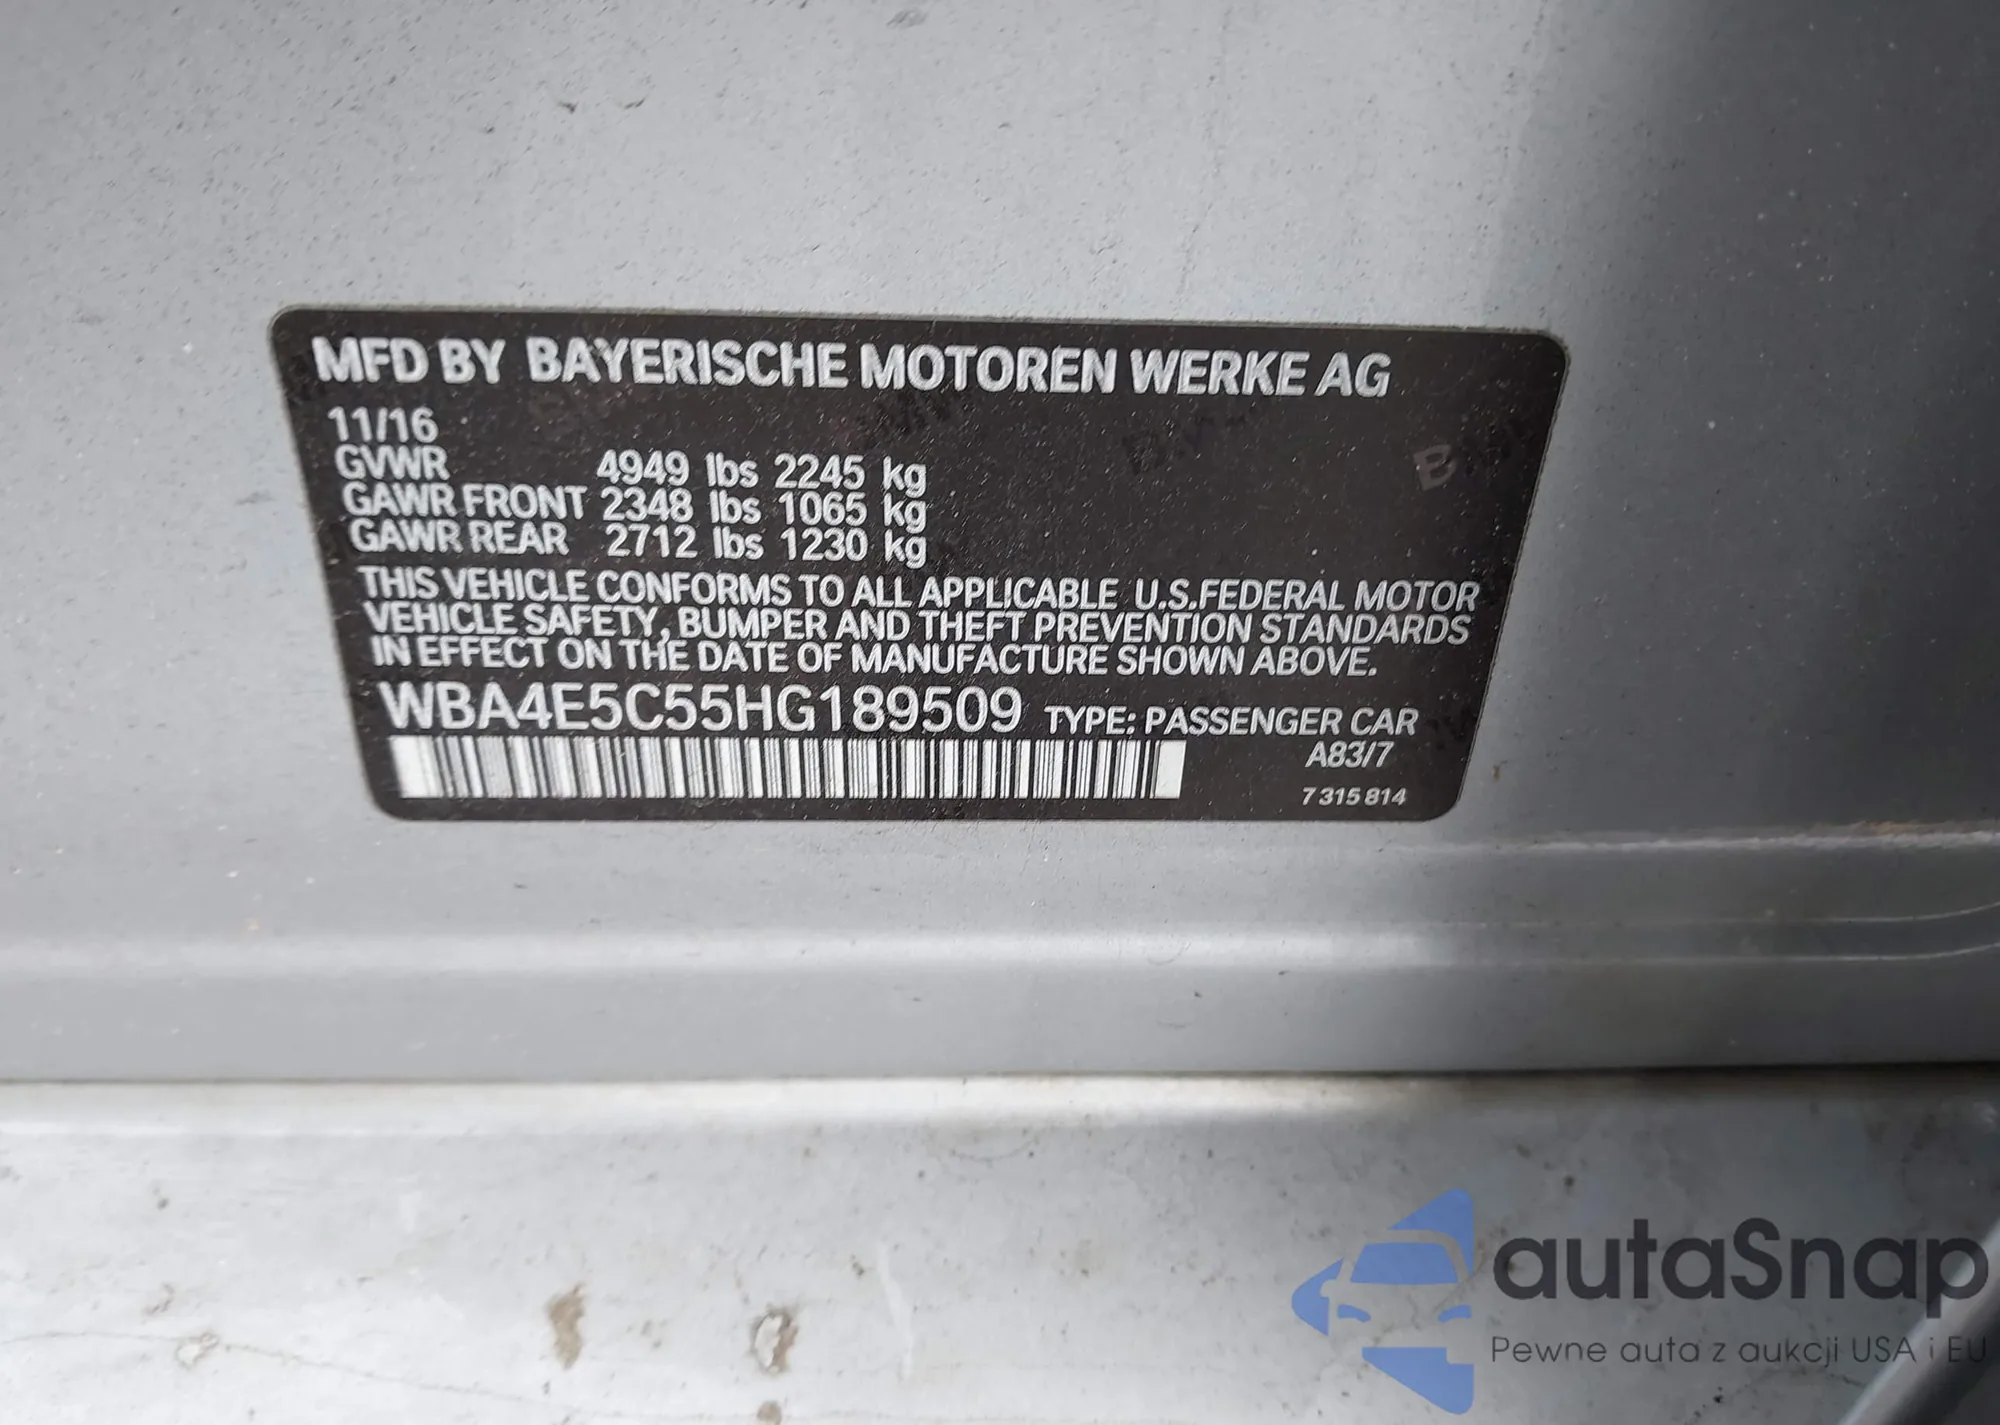 MFD BY BAYERISCHE MOTOREN WERKE AG
11/16
GVWR 4949 lbs 2245 kg
GAWR FRONT 2348 lbs 1065 kg
GAWR REAR 2712 lbs 1230 kg
THIS VEHICLE CONFORMS TO ALL APPLICABLE U.S.FEDERAL MOTOR
VEHICLE SAFETY, BUMPER AND THEFT PREVENTION STANDARDS
IN EFFECT ON THE DATE OF MANUFACTURE SHOWN ABOVE.
WBA4E5C55HG189509 TYPE: PASSENGER CAR
A83/7
7 315 814
autaSnap
Pewne auta z aukcji USA i EU